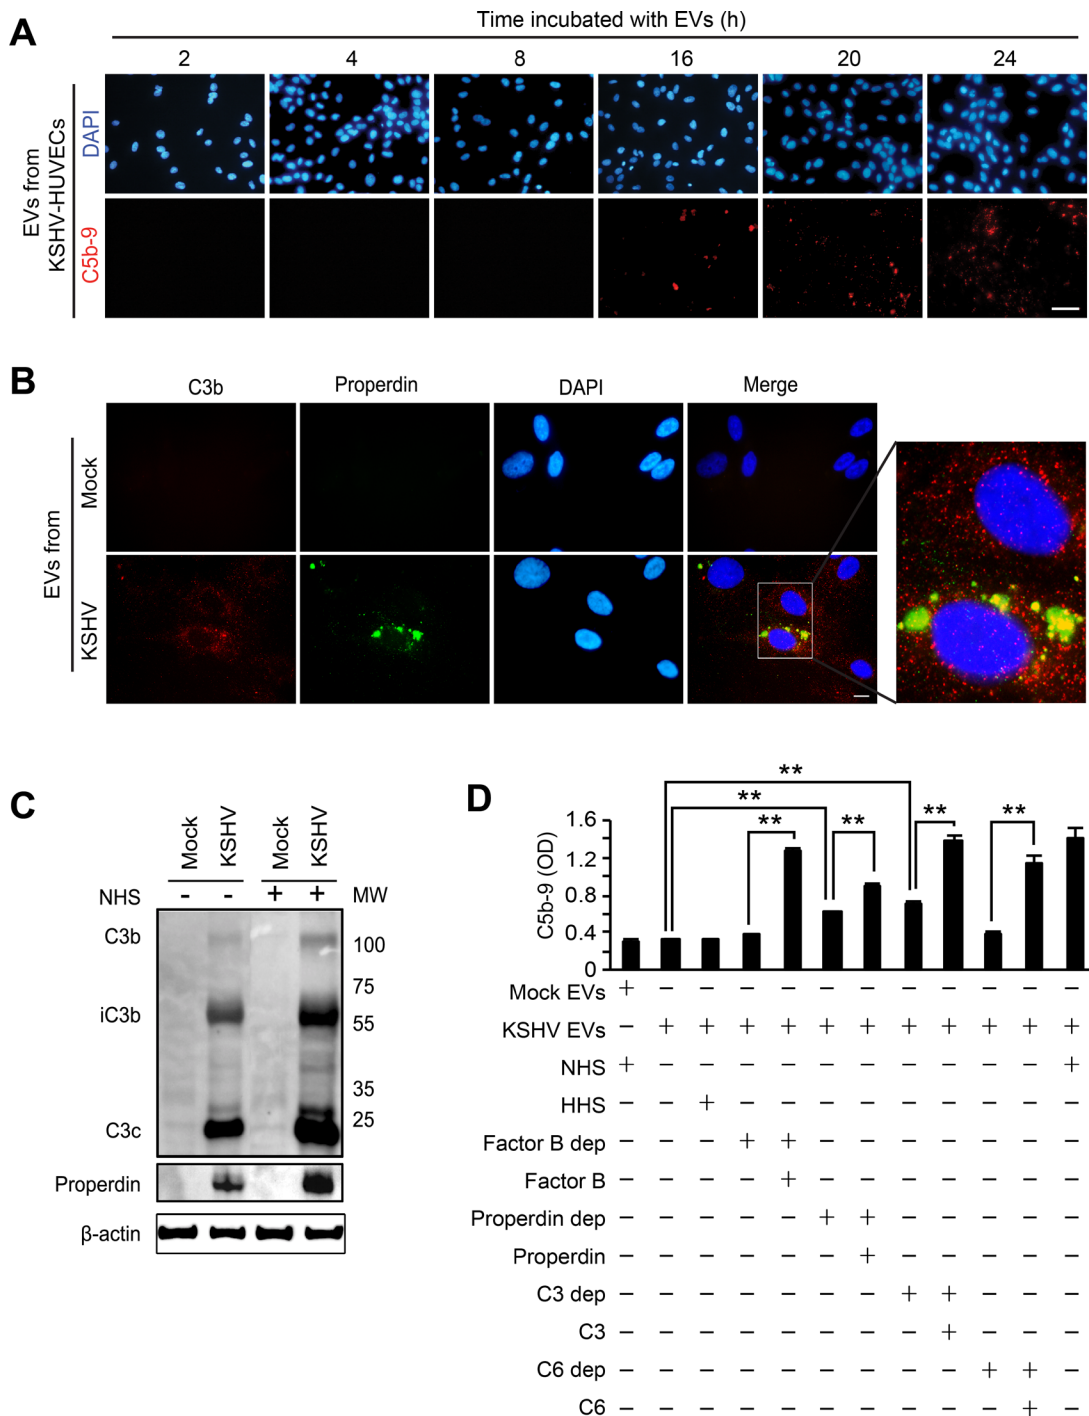 A
Time incubated with EVs (h)
2 4 8 16 20 24
EVs from
KSHV-HUVECs
DAPI
C5b-9
B
C3b Properdin DAPI Merge
EVs from
Mock
KSHV
C
Mock KSHV Mock KSHV
NHS - - + + MW
C3b
100
75
iC3b
55
35
25
C3c
Properdin
β-actin
D
**
**
** ** ** **
C5b-9 (OD)
1.6
1.2
0.8
0.4
0
Mock EVs + − − − − − − − − − − −
KSHV EVs − + + + + + + + + + + +
NHS + − − − − − − − − − − +
HHS − − + − − − − − − − − −
Factor B dep − − − + + − − − − − − −
Factor B − − − − + − − − − − − −
Properdin dep − − − − − + + − − − − −
Properdin − − − − − − + − − − − −
C3 dep − − − − − − − + + − − −
C3 − − − − − − − − + − − −
C6 dep − − − − − − − − − + + −
C6 − − − − − − − − − − + −